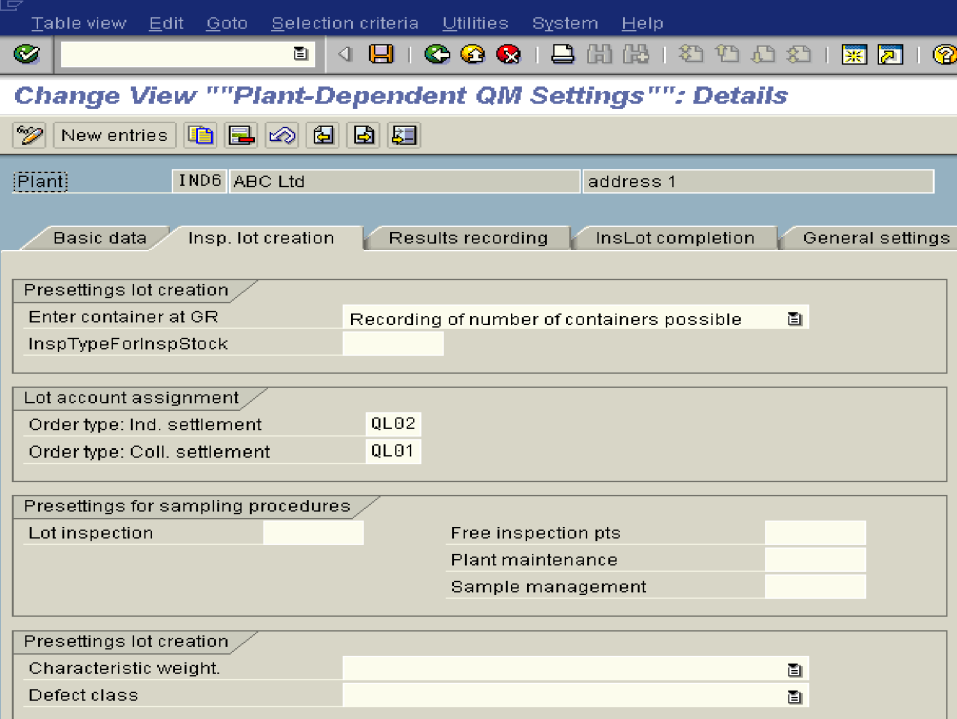 Table view Edit Goto Selection criteria Utilities System Help
Change View ""Plant-Dependent QM Settings"": Details
New entries
Plant IND6 ABC Ltd address 1
Basic data Insp. lot creation Results recording InsLot completion General settings
Presettings lot creation
Enter container at GR Recording of number of containers possible
InspTypeForInspStock
Lot account assignment
Order type: Ind. settlement QL02
Order type: Coll. settlement QL01
Presettings for sampling procedures
Lot inspection Free inspection pts
Plant maintenance
Sample management
Presettings lot creation
Characteristic weight.
Defect class